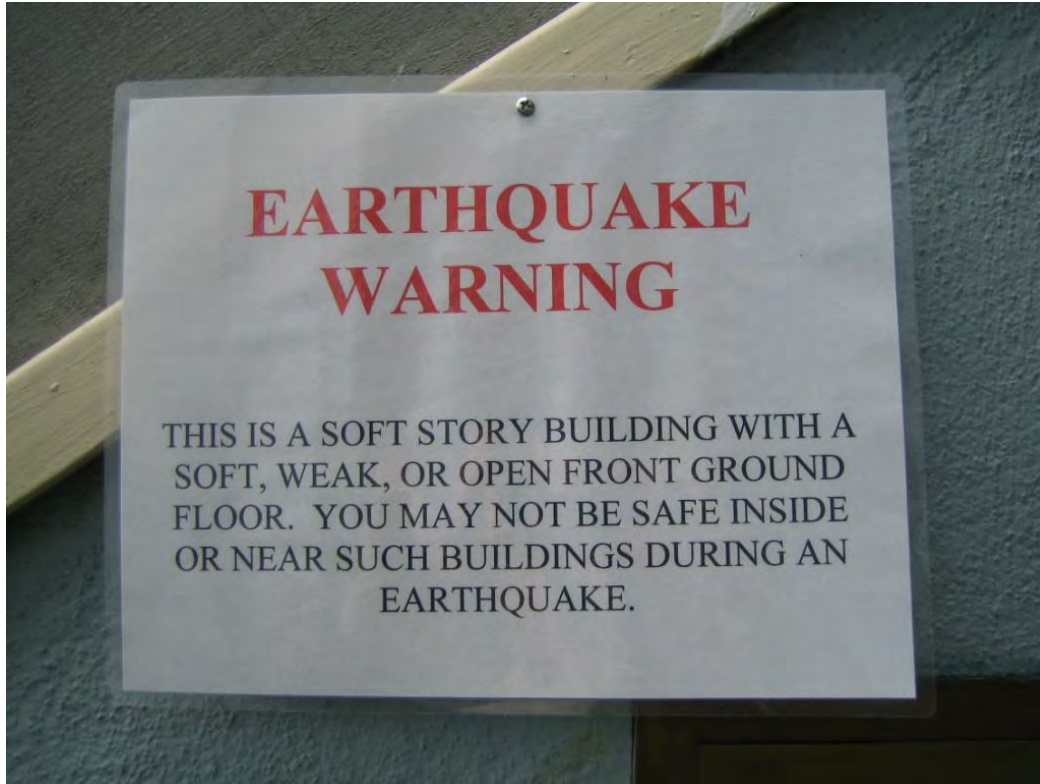 EARTHQUAKE
WARNING
THIS IS A SOFT STORY BUILDING WITH A
SOFT, WEAK, OR OPEN FRONT GROUND
FLOOR. YOU MAY NOT BE SAFE INSIDE
OR NEAR SUCH BUILDINGS DURING AN
EARTHQUAKE.